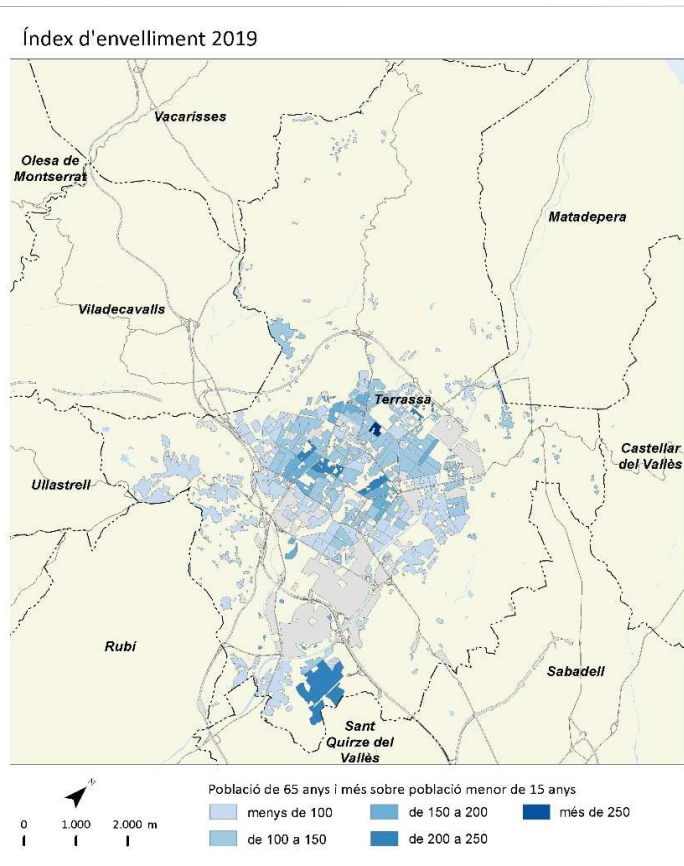 Índex d'envelliment 2019
Vacarisses
Olesa de
Montserrat
Matadepera
Viladecavalls
Terrassa
Castellar
del Vallès
Ullastrell
Rubí
Sabadell
Sant
Quirze del
Vallès
N
Població de 65 anys i més sobre població menor de 15 anys
menys de 100
de 150 a 200
més de 250
0 1.000 2.000 m
de 100 a 150
de 200 a 250